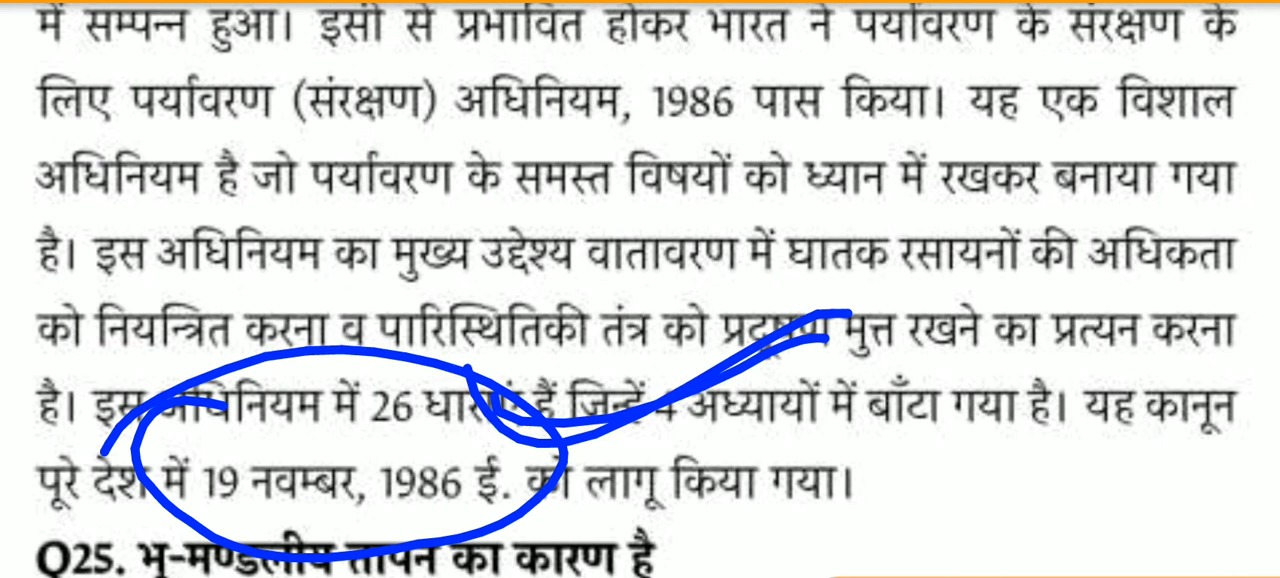 में सम्पन्न हुआ। इसी से प्रभावित होकर भारत ने पर्यावरण के संरक्षण के
लिए पर्यावरण (संरक्षण) अधिनियम, 1986 पास किया। यह एक विशाल
अधिनियम है जो पर्यावरण के समस्त विषयों को ध्यान में रखकर बनाया गया
है। इस अधिनियम का मुख्य उद्देश्य वातावरण में घातक रसायनों की अधिकता
को नियन्त्रित करना व पारिस्थितिकी तंत्र को प्रदूषण मुत्त रखने का प्रत्यन करना
है। इस अधिनियम में 26 धाराएं हैं जिन्हें 4 अध्यायों में बाँटा गया है। यह कानून
पूरे देश में 19 नवम्बर, 1986 ई. को लागू किया गया।
Q25. भू-मण्डलीय तापन का कारण है